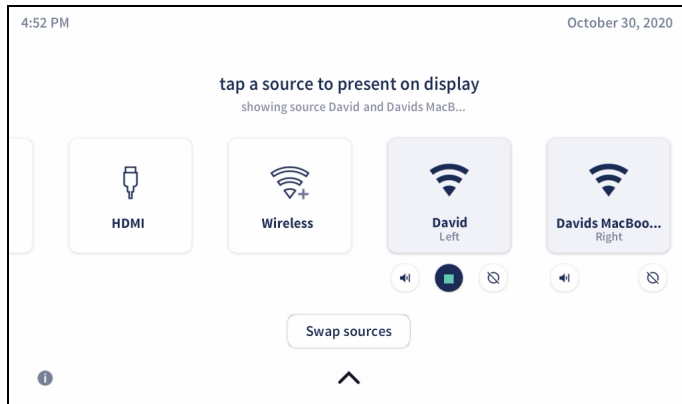 4:52 PM
October 30, 2020
tap a source to present on display
showing source David and Davids MacB...
HDMI
Wireless
David
Left
Davids MacBoo...
Right
Swap sources